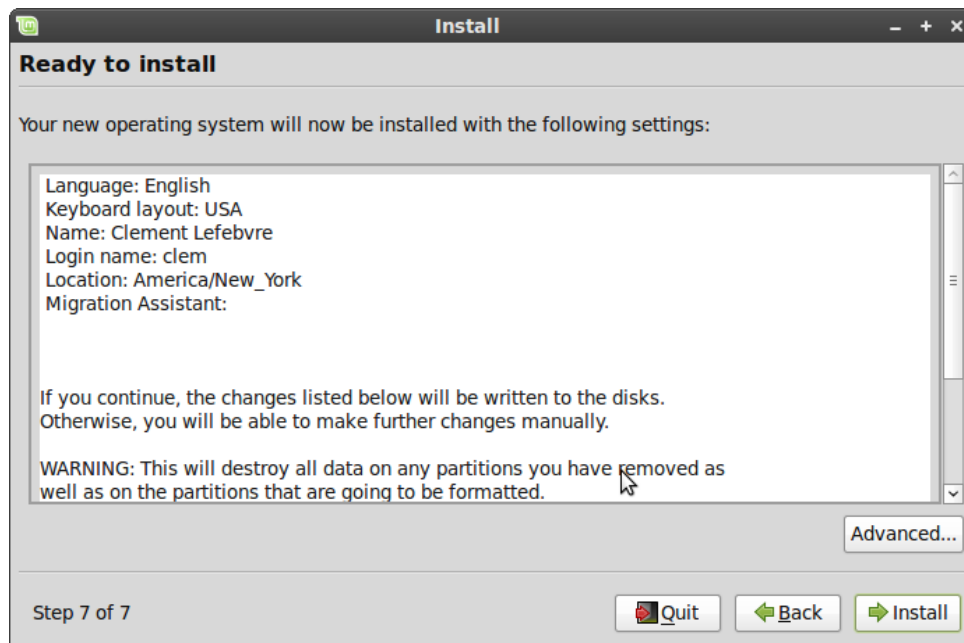 Install
Ready to install
Your new operating system will now be installed with the following settings:
Language: English
Keyboard layout: USA
Name: Clement Lefebvre
Login name: clem
Location: America/New_York
Migration Assistant:
If you continue, the changes listed below will be written to the disks.
Otherwise, you will be able to make further changes manually.
WARNING: This will destroy all data on any partitions you have removed as
well as on the partitions that are going to be formatted.
Advanced...
Step 7 of 7
Quit
Back
Install